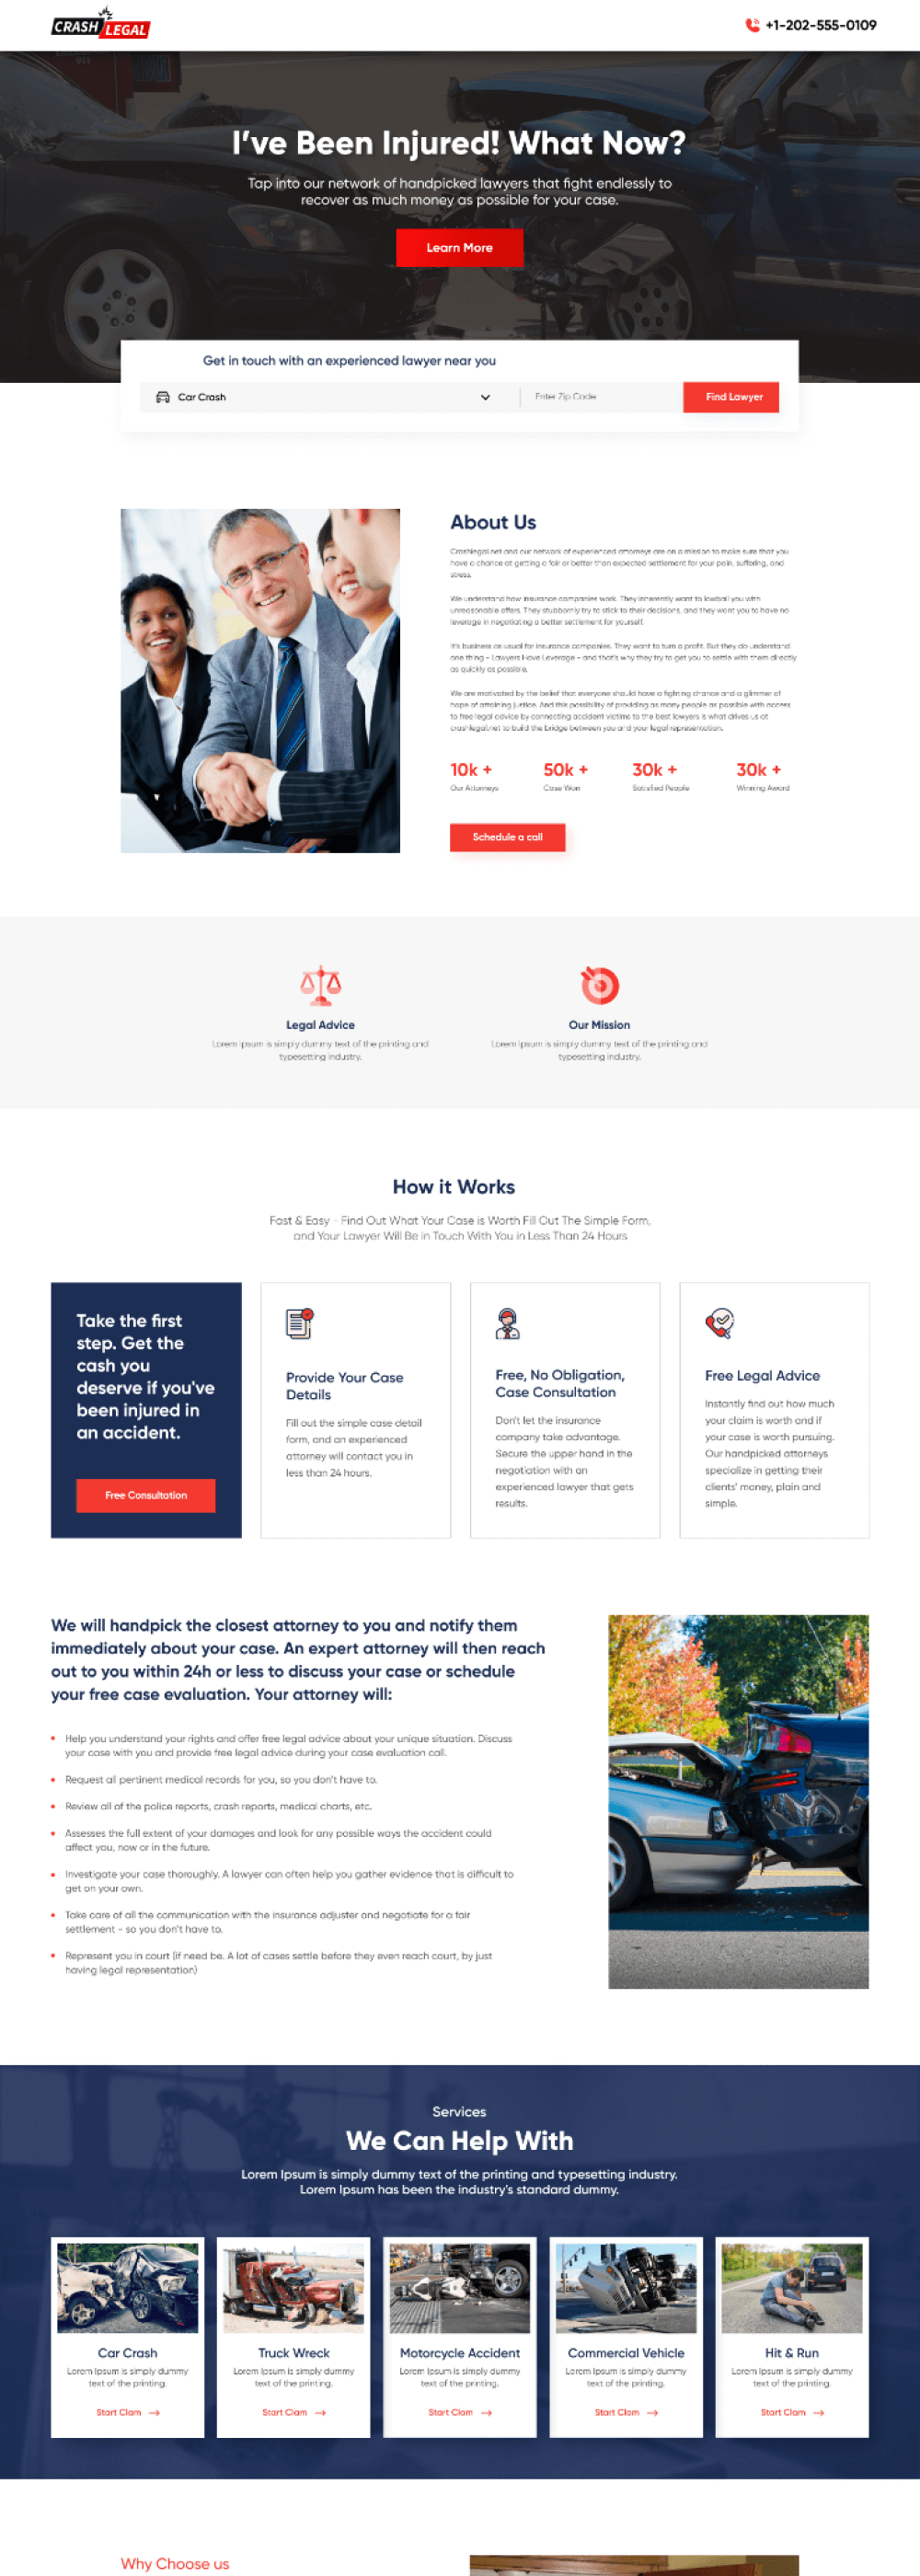 CRASH LEGAL
+1-202-555-0109
911
I've Been Injured! What Now?
Tap into our network of handpicked lawyers that fight endlessly to
recover as much money as possible for your case.
Learn More
Get in touch with an experienced lawyer near you
Car Crash
Enter Zip Code
Find Lawyer
About Us
Crashlegal.net and our network of experienced attorneys are on a mission to make sure that you
have a chance at getting a fair or better than expected settlement for your pain, suffering, and
stress.
We understand how insurance companies work. They inherently want to lowball you with
unreasonable offers. They stubbornly try to stick to their decisions, and they want you to have no
leverage in negotiating a better settlement for yourself.
It's business as usual for insurance companies. They want to turn a profit. But they do understand
one thing - Lawyers Have Leverage - and that's why they try to get you to settle with them directly
as quickly as possible.
We are motivated by the belief that everyone should have a fighting chance and a glimmer of
hope of attaining justice. And this possibility of providing as many people as possible with access
to free legal advice by connecting accident victims to the best lawyers is what drives us at
crashlegal.net to build the bridge between you and your legal representation.
10k +
50k +
30k +
30k +
Our Attorneys
Case Won
Satisfied People
Winning Award
Schedule a call
Legal Advice
Lorem Ipsum is simply dummy text of the printing and
typesetting industry.
Our Mission
Lorem Ipsum is simply dummy text of the printing and
typesetting industry.
How it Works
Fast & Easy - Find Out What Your Case is Worth Fill Out The Simple Form,
and Your Lawyer Will Be in Touch With You in Less Than 24 Hours
Take the first
step. Get the
cash you
deserve if you've
been injured in
an accident.
Free Consultation
Provide Your Case
Details
Fill out the simple case detail
form, and an experienced
attorney will contact you in
less than 24 hours.
Free, No Obligation,
Case Consultation
Don't let the insurance
company take advantage.
Secure the upper hand in the
negotiation with an
experienced lawyer that gets
results.
Free Legal Advice
Instantly find out how much
your claim is worth and if
your case is worth pursuing.
Our handpicked attorneys
specialize in getting their
clients' money, plain and
simple.
We will handpick the closest attorney to you and notify them
immediately about your case. An expert attorney will then reach
out to you within 24h or less to discuss your case or schedule
your free case evaluation. Your attorney will:
Help you understand your rights and offer free legal advice about your unique situation. Discuss
your case with you and provide free legal advice during your case evaluation call.
Request all pertinent medical records for you, so you don't have to.
Review all of the police reports, crash reports, medical charts, etc.
Assesses the full extent of your damages and look for any possible ways the accident could
affect you, now or in the future.
Investigate your case thoroughly. A lawyer can often help you gather evidence that is difficult to
get on your own.
Take care of all the communication with the insurance adjuster and negotiate for a fair
settlement - so you don't have to.
Represent you in court (if need be. A lot of cases settle before they even reach court, by just
having legal representation)
Services
We Can Help With
Lorem Ipsum is simply dummy text of the printing and typesetting industry.
Lorem Ipsum has been the industry's standard dummy.
Car Crash
Lorem Ipsum is simply dummy
text of the printing.
Start Clam
Truck Wreck
Lorem Ipsum is simply dummy
text of the printing.
Start Clam
Motorcycle Accident
Lorem Ipsum is simply dummy
text of the printing.
Start Clam
Commercial Vehicle
Lorem Ipsum is simply dummy
text of the printing.
Start Clam
Hit & Run
Lorem Ipsum is simply dummy
text of the printing.
Start Clam
Why Choose us